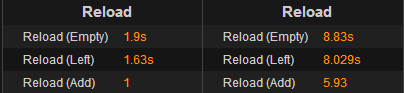 Reload Reload
Reload (Empty) 1.9s Reload (Empty) 8.83s
Reload (Left) 1.63s Reload (Left) 8.029s
Reload (Add) 1 Reload (Add) 5.93